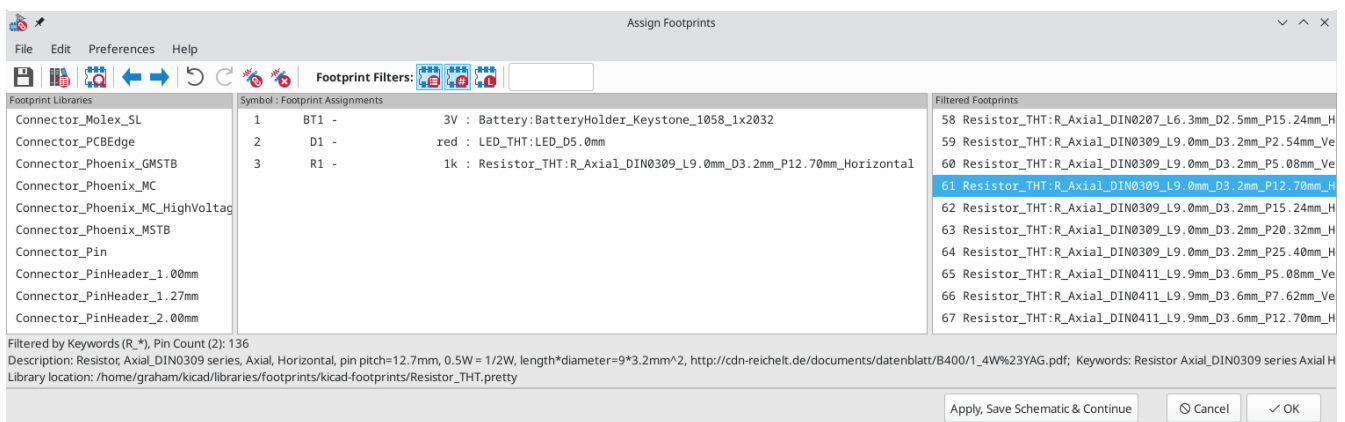 Assign Footprints
File Edit Preferences Help
Footprint Filters:
Footprint Libraries
Connector_Molex_SL
Connector_PCBEdge
Connector_Phoenix_GMSTB
Connector_Phoenix_MC
Connector_Phoenix_MC_HighVoltag
Connector_Phoenix_MSTB
Connector_Pin
Connector_PinHeader_1.00mm
Connector_PinHeader_1.27mm
Connector_PinHeader_2.00mm
Symbol : Footprint Assignments
1 BT1 - 3V : Battery:BatteryHolder_Keystone_1058_1x2032
2 D1 - red : LED_THT:LED_D5.0mm
3 R1 - 1k : Resistor_THT:R_Axial_DIN0309_L9.0mm_D3.2mm_P12.70mm_Horizontal
Filtered Footprints
58 Resistor_THT:R_Axial_DIN0207_L6.3mm_D2.5mm_P15.24mm_H
59 Resistor_THT:R_Axial_DIN0309_L9.0mm_D3.2mm_P2.54mm_Ve
60 Resistor_THT:R_Axial_DIN0309_L9.0mm_D3.2mm_P5.08mm_Ve
61 Resistor_THT:R_Axial_DIN0309_L9.0mm_D3.2mm_P12.70mm_H
62 Resistor_THT:R_Axial_DIN0309_L9.0mm_D3.2mm_P15.24mm_H
63 Resistor_THT:R_Axial_DIN0309_L9.0mm_D3.2mm_P20.32mm_H
64 Resistor_THT:R_Axial_DIN0309_L9.0mm_D3.2mm_P25.40mm_H
65 Resistor_THT:R_Axial_DIN0411_L9.9mm_D3.6mm_P5.08mm_Ve
66 Resistor_THT:R_Axial_DIN0411_L9.9mm_D3.6mm_P7.62mm_Ve
67 Resistor_THT:R_Axial_DIN0411_L9.9mm_D3.6mm_P12.70mm_H
Filtered by Keywords (R_*), Pin Count (2): 136
Description: Resistor, Axial_DIN0309 series, Axial, Horizontal, pin pitch=12.7mm, 0.5W = 1/2W, length*diameter=9*3.2mm^2, http://cdn-reichelt.de/documents/datenblatt/B400/1_4W%23YAG.pdf; Keywords: Resistor Axial_DIN0309 series Axial H
Library location: /home/graham/kicad/libraries/footprints/kicad-footprints/Resistor_THT.pretty
Apply, Save Schematic & Continue Cancel OK